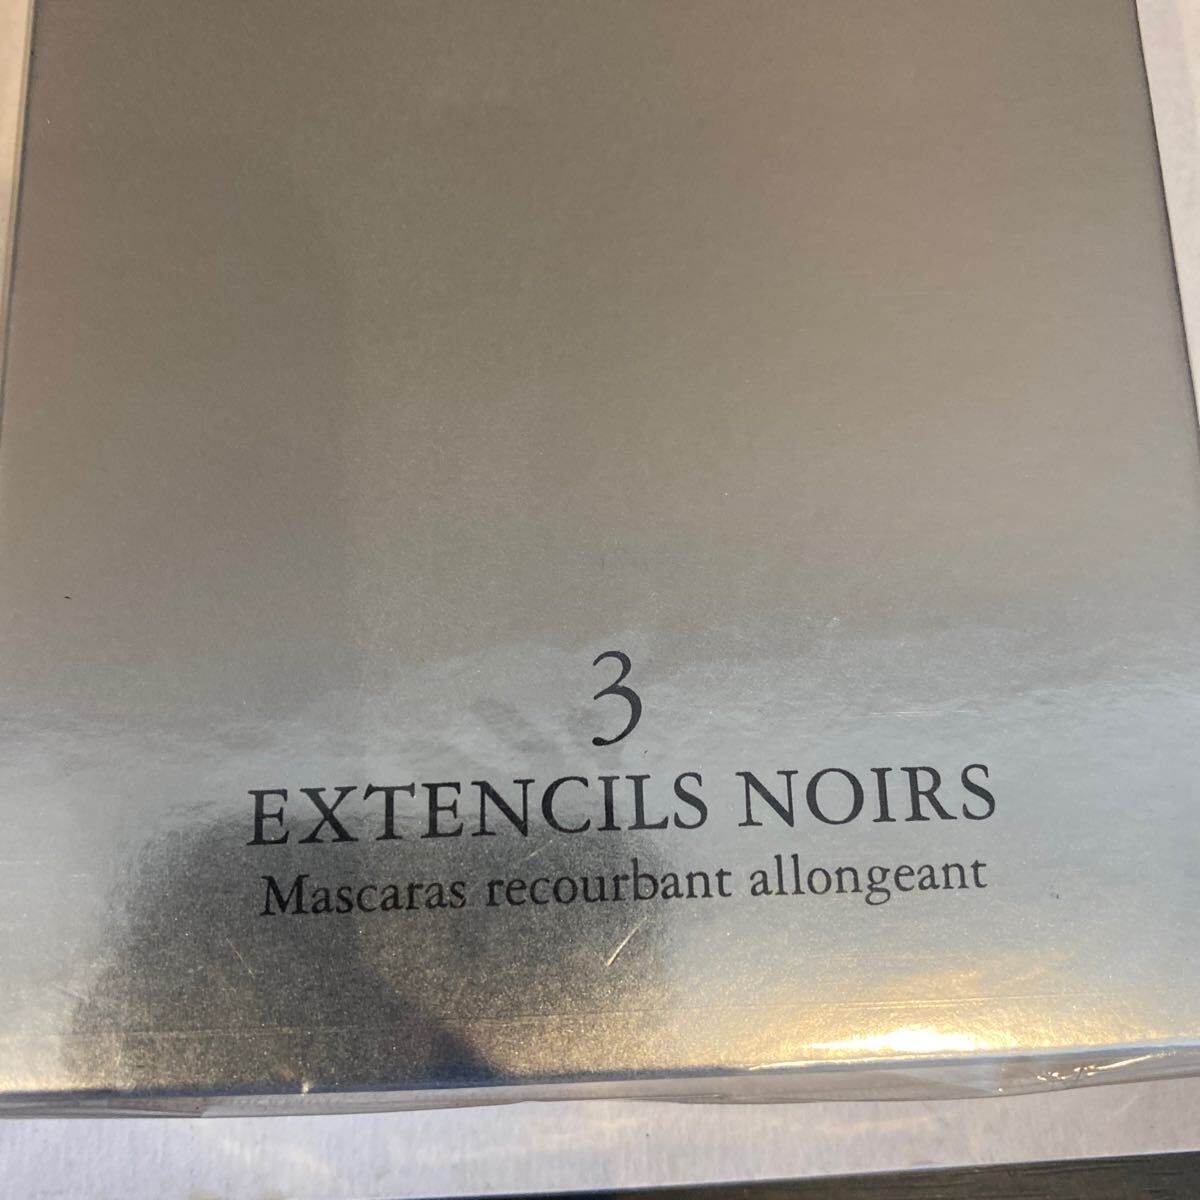 3
EXTENCILS NOIRS
Mascaras recourbant allongeant